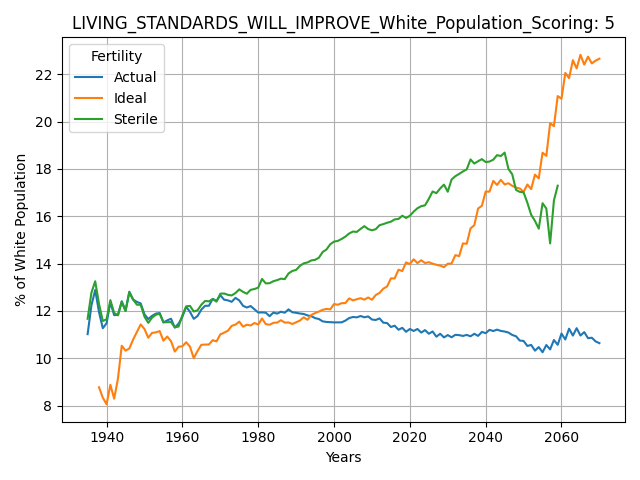 LIVING_STANDARDS_WILL_IMPROVE_White_Population_Scoring: 5
Fertility
Actual
Ideal
Sterile
% of White Population
22
20
18
16
14
12
10
8
1940 1960 1980 2000 2020 2040 2060
Years